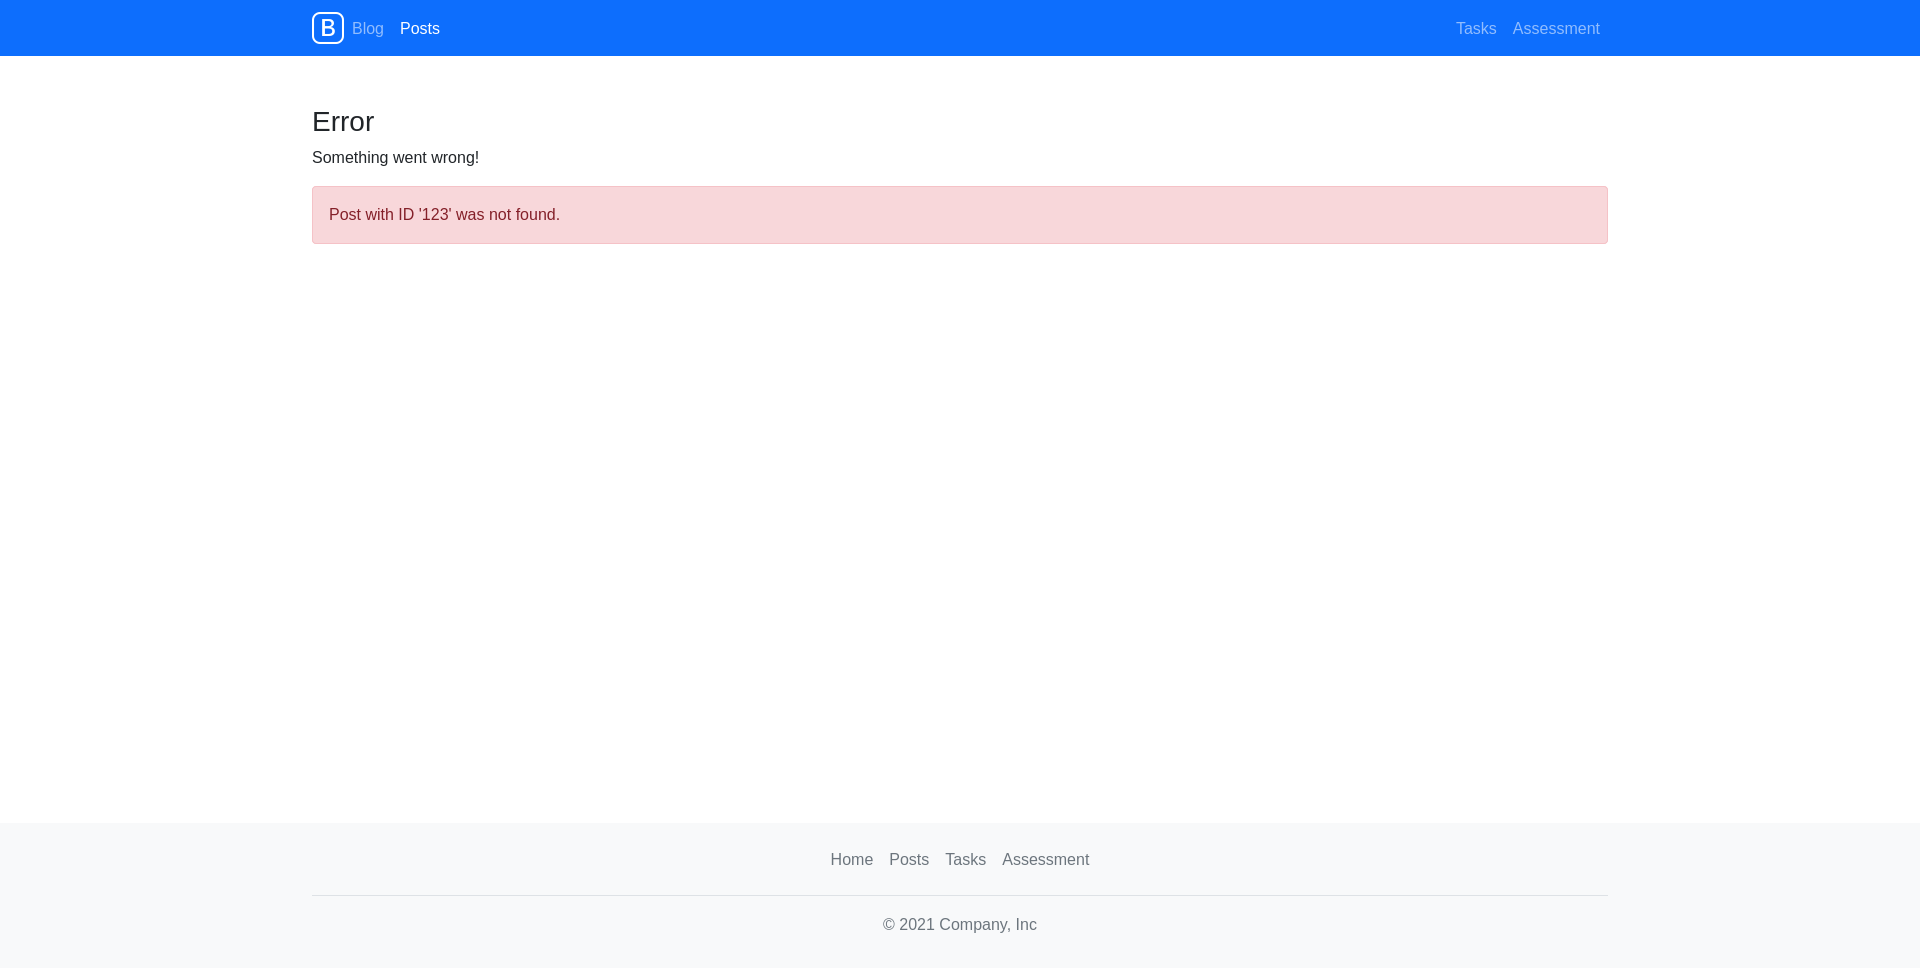 B Blog Posts Tasks Assessment
Error
Something went wrong!
Post with ID '123' was not found.
Home Posts Tasks Assessment
© 2021 Company, Inc